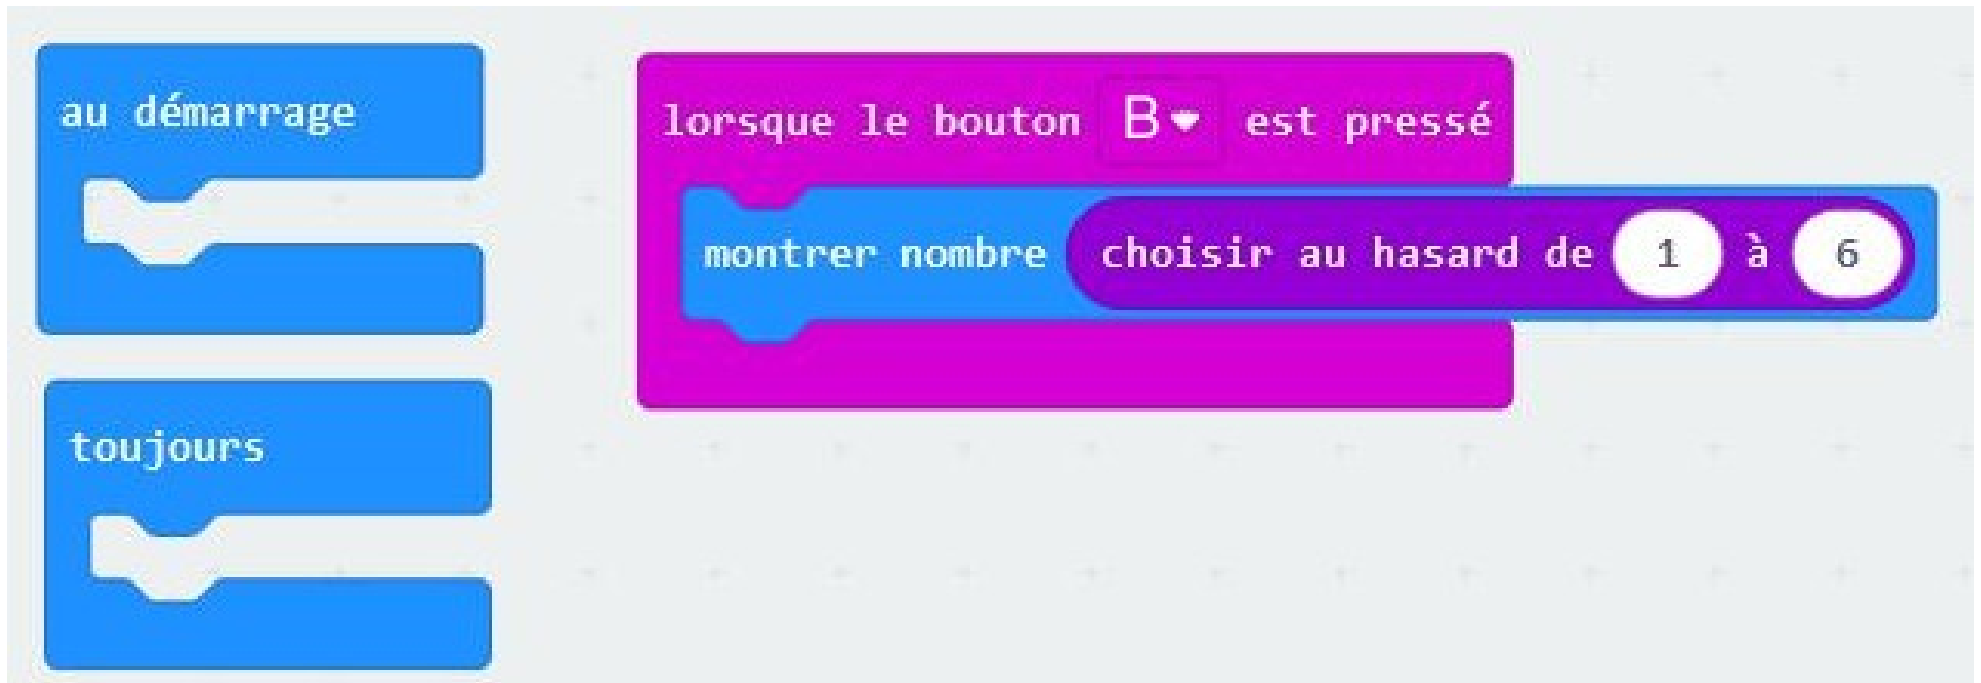 au démarrage
toujours
lorsque le bouton B est pressé
montrer nombre choisir au hasard de 1 à 6